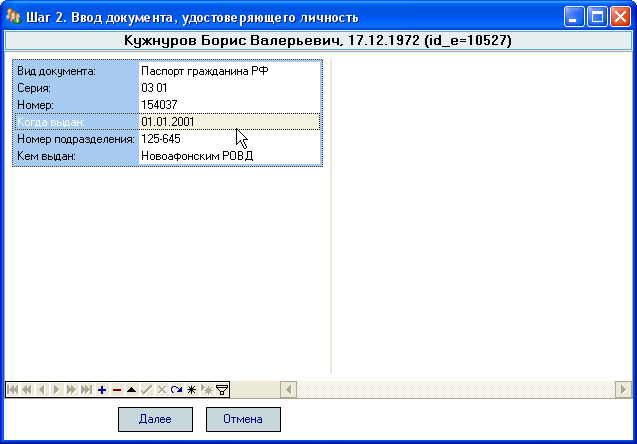 Шаг 2. Ввод документа, удостоверяющего личность
Кужнуров Борис Валерьевич, 17.12.1972 (id_e=10527)
Вид документа: Паспорт гражданина РФ
Серия: 03 01
Номер: 154037
Когда выдан: 01.01.2001
Номер подразделения: 125-645
Кем выдан: Новоафонским РОВД
Далее Отмена